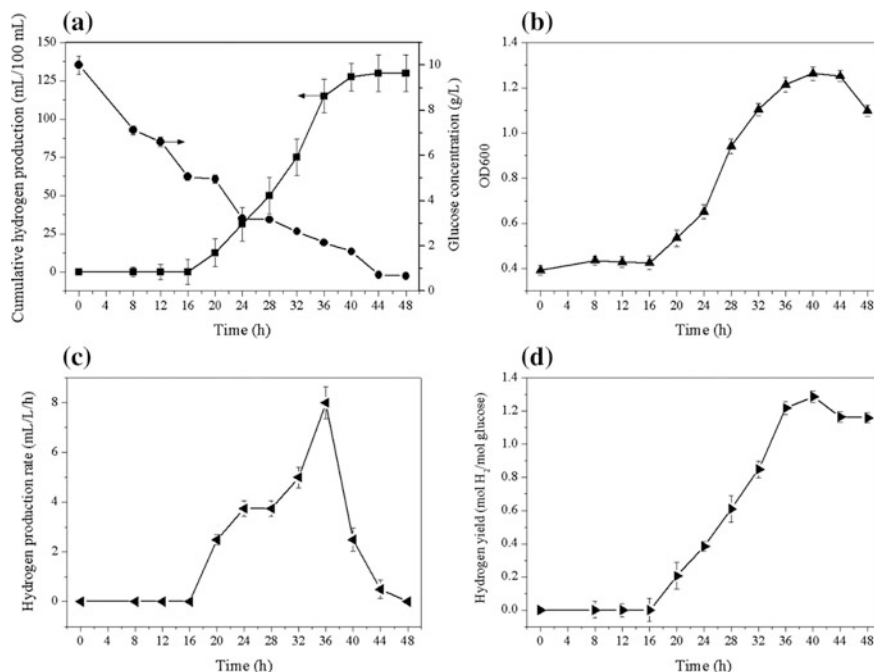 (a)
Cumulative hydrogen production (mL/100 mL)
150
125
100
75
50
25
0
10
8
6
4
2
0
Glucose concentration (g/L)
0 4 8 12 16 20 24 28 32 36 40 44 48
Time (h)
(b)
OD600
1.4
1.2
1.0
0.8
0.6
0.4
0 4 8 12 16 20 24 28 32 36 40 44 48
Time (h)
(c)
Hydrogen production rate (mL/L/h)
8
6
4
2
0
0 4 8 12 16 20 24 28 32 36 40 44 48
Time (h)
(d)
Hydrogen yield (mol H₂/mol glucose)
1.4
1.2
1.0
0.8
0.6
0.4
0.2
0.0
0 4 8 12 16 20 24 28 32 36 40 44 48
Time (h)